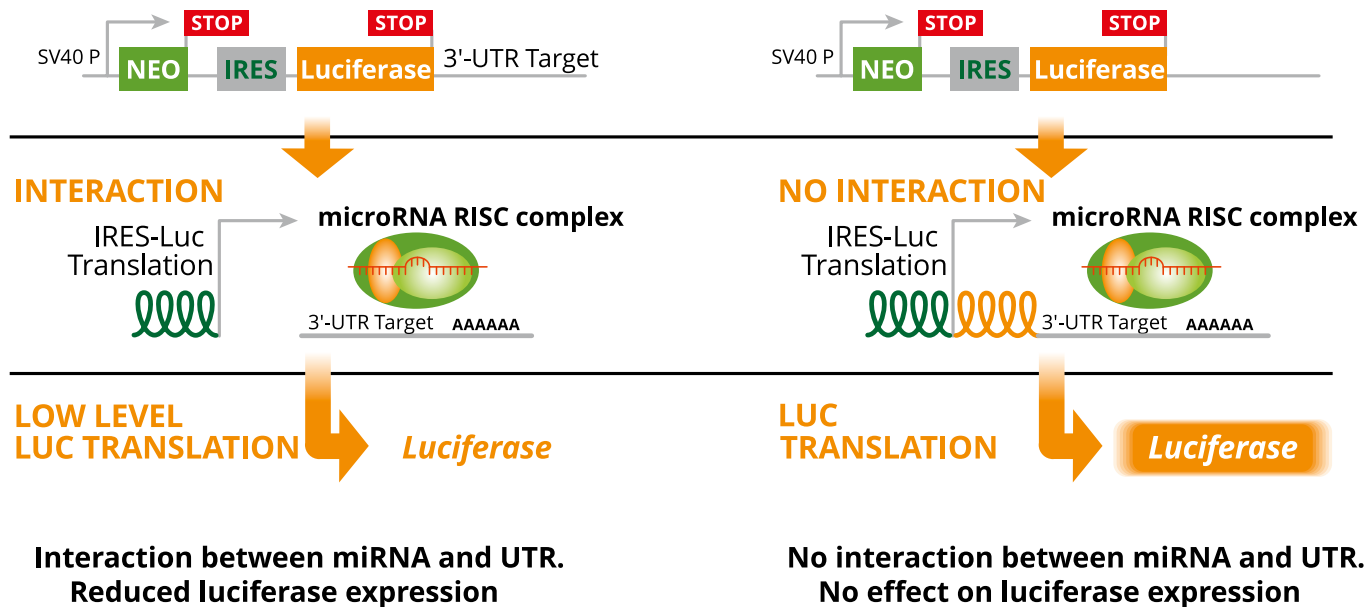 STOP
STOP
SV40 P
NEO
IRES
Luciferase
3'-UTR Target
INTERACTION
microRNA RISC complex
IRES-Luc
Translation
3'-UTR Target
AAAAAA
LOW LEVEL
LUC TRANSLATION
Luciferase
Interaction between miRNA and UTR.
Reduced luciferase expression
STOP
STOP
SV40 P
NEO
IRES
Luciferase
NO INTERACTION
microRNA RISC complex
IRES-Luc
Translation
3'-UTR Target
AAAAAA
LUC
TRANSLATION
Luciferase
No interaction between miRNA and UTR.
No effect on luciferase expression